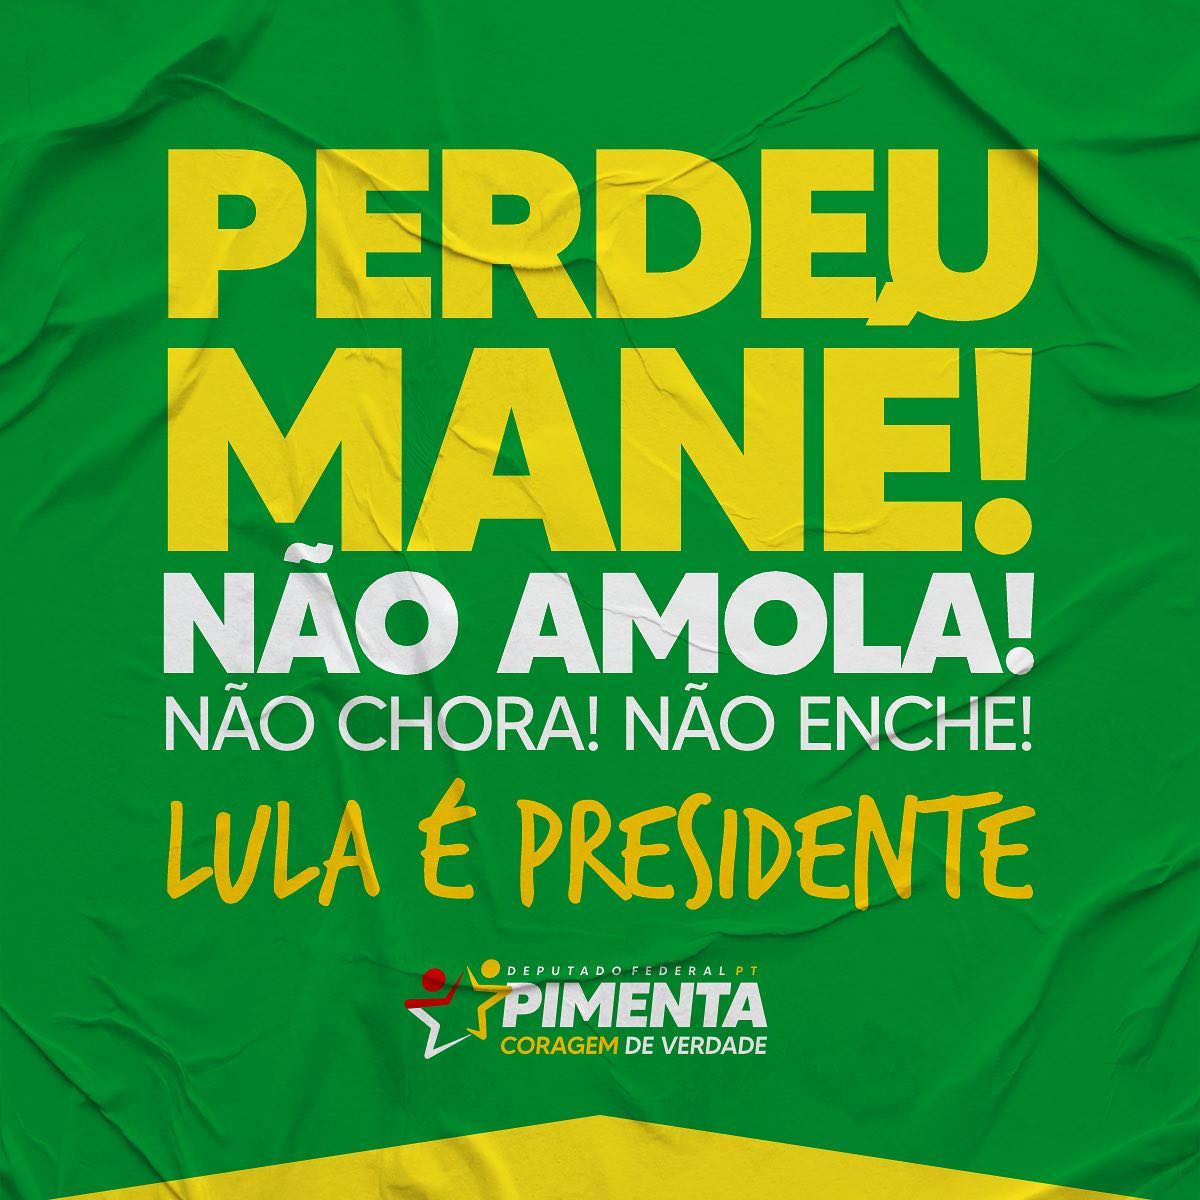 PERDEU
MANÉ!
NÃO AMOLA!
NÃO CHORA! NÃO ENCHE!
LULA É PRESIDENTE
DEPUTADO FEDERAL PT
PIMENTA
CORAGEM DE VERDADE